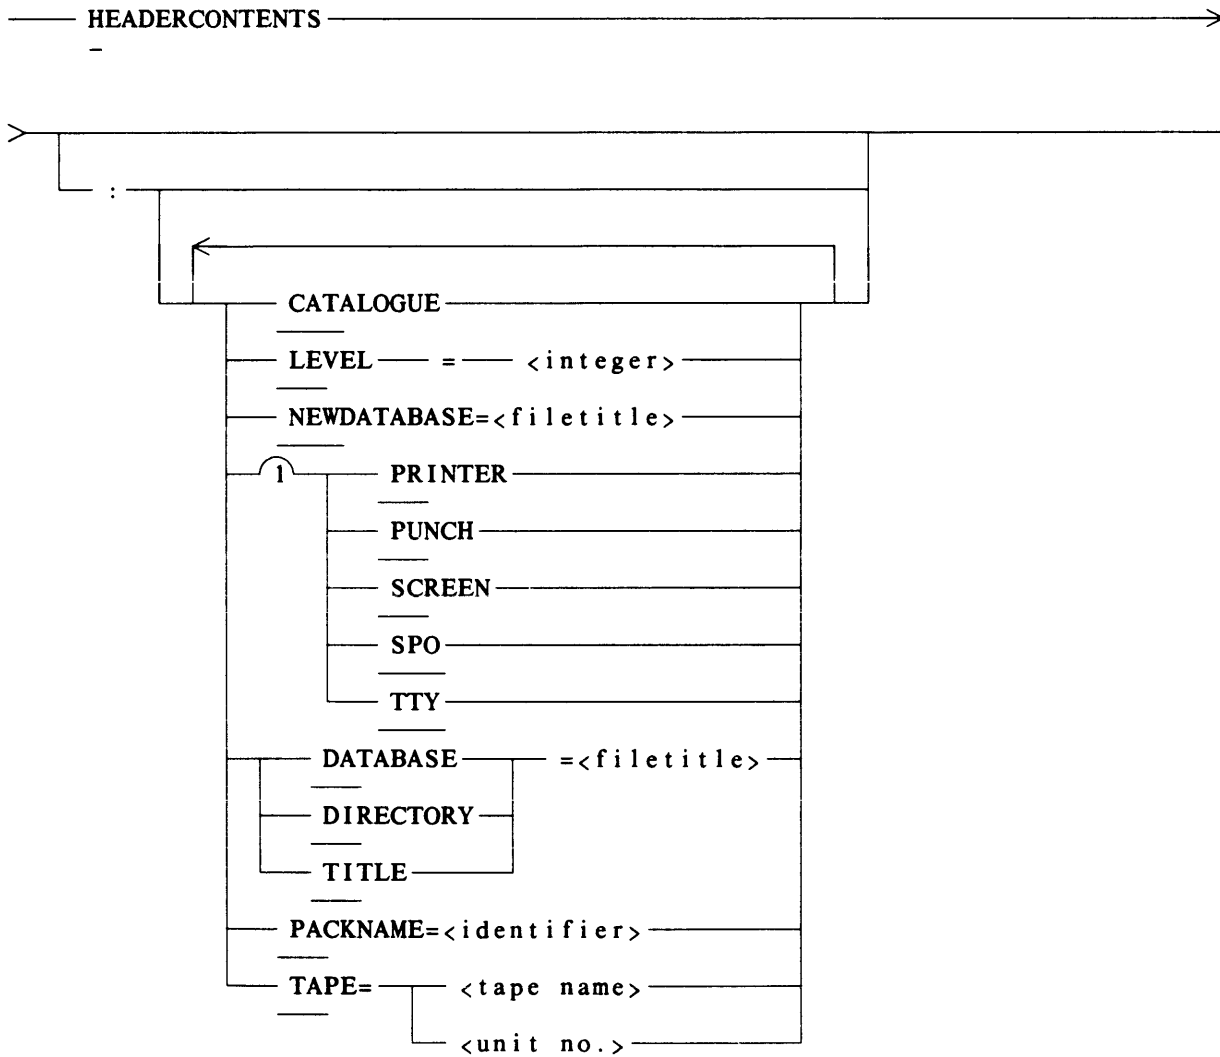 HEADERCONTENTS
:
CATALOGUE
LEVEL = <integer>
NEWDATABASE=<filetitle>
1 PRINTER
PUNCH
SCREEN
SPO
TTY
DATABASE =<filetitle>
DIRECTORY
TITLE
PACKNAME=<identifier>
TAPE= <tape name>
<unit no.>